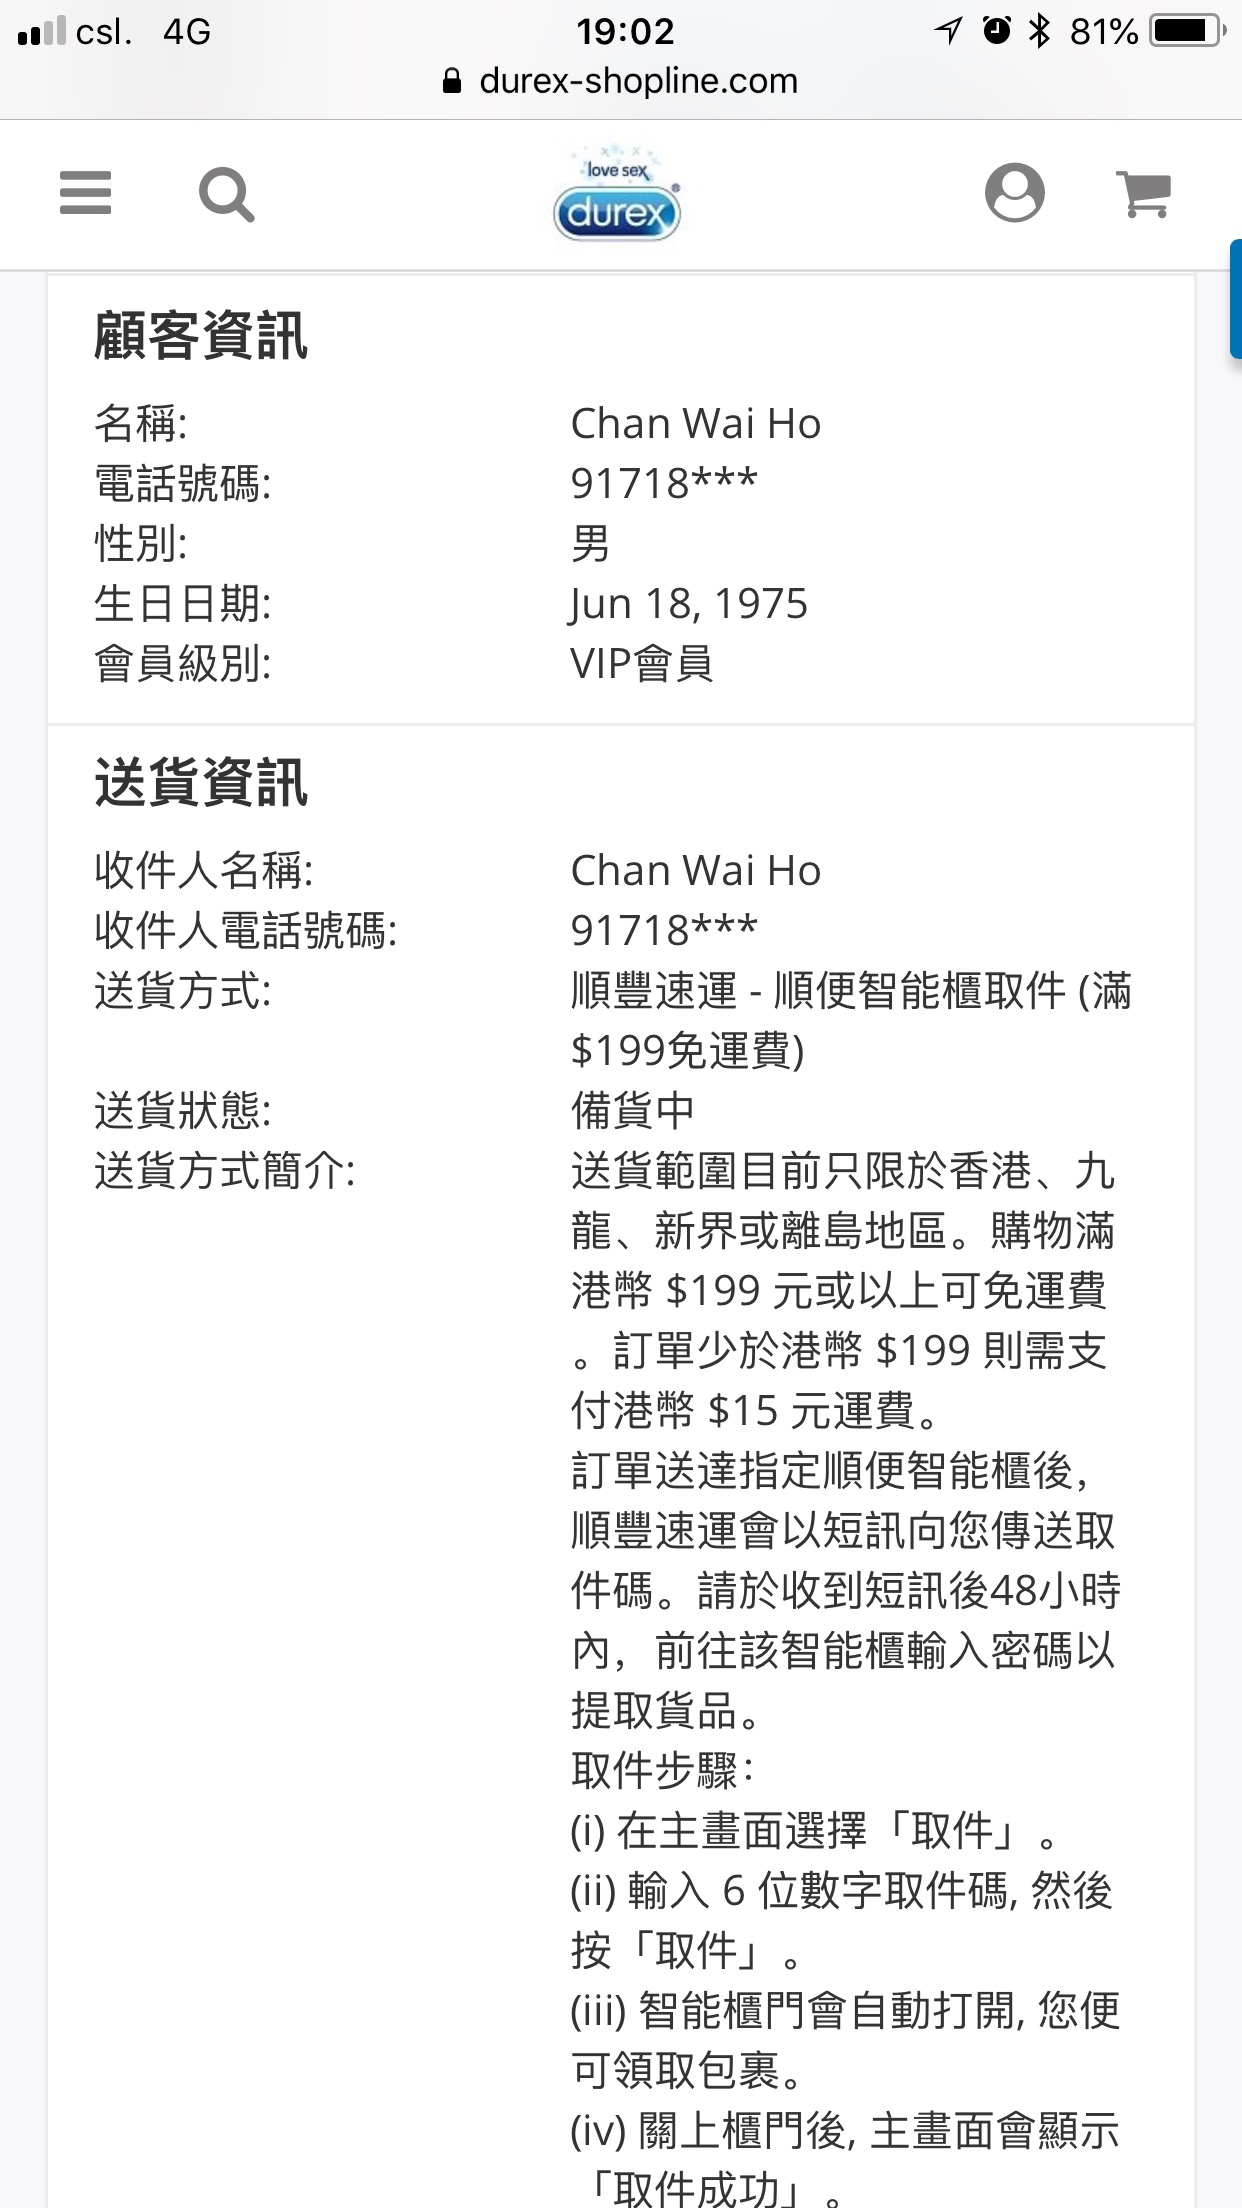 csl. 4G 19:02 81%
durex-shopline.com
love sex
durex®
顧客資訊
名稱: Chan Wai Ho
電話號碼: 91718***
性別: 男
生日日期: Jun 18, 1975
會員級別: VIP會員
送貨資訊
收件人名稱: Chan Wai Ho
收件人電話號碼: 91718***
送貨方式: 順豐速運 - 順便智能櫃取件 (滿
$199免運費)
送貨狀態: 備貨中
送貨方式簡介: 送貨範圍目前只限於香港、九
龍、新界或離島地區。購物滿
港幣 $199 元或以上可免運費
。訂單少於港幣 $199 則需支
付港幣 $15 元運費。
訂單送達指定順便智能櫃後，
順豐速運會以短訊向您傳送取
件碼。請於收到短訊後48小時
內，前往該智能櫃輸入密碼以
提取貨品。
取件步驟：
(i) 在主畫面選擇「取件」。
(ii) 輸入 6 位數字取件碼, 然後
按「取件」。
(iii) 智能櫃門會自動打開, 您便
可領取包裹。
(iv) 關上櫃門後, 主畫面會顯示
「取件成功」。